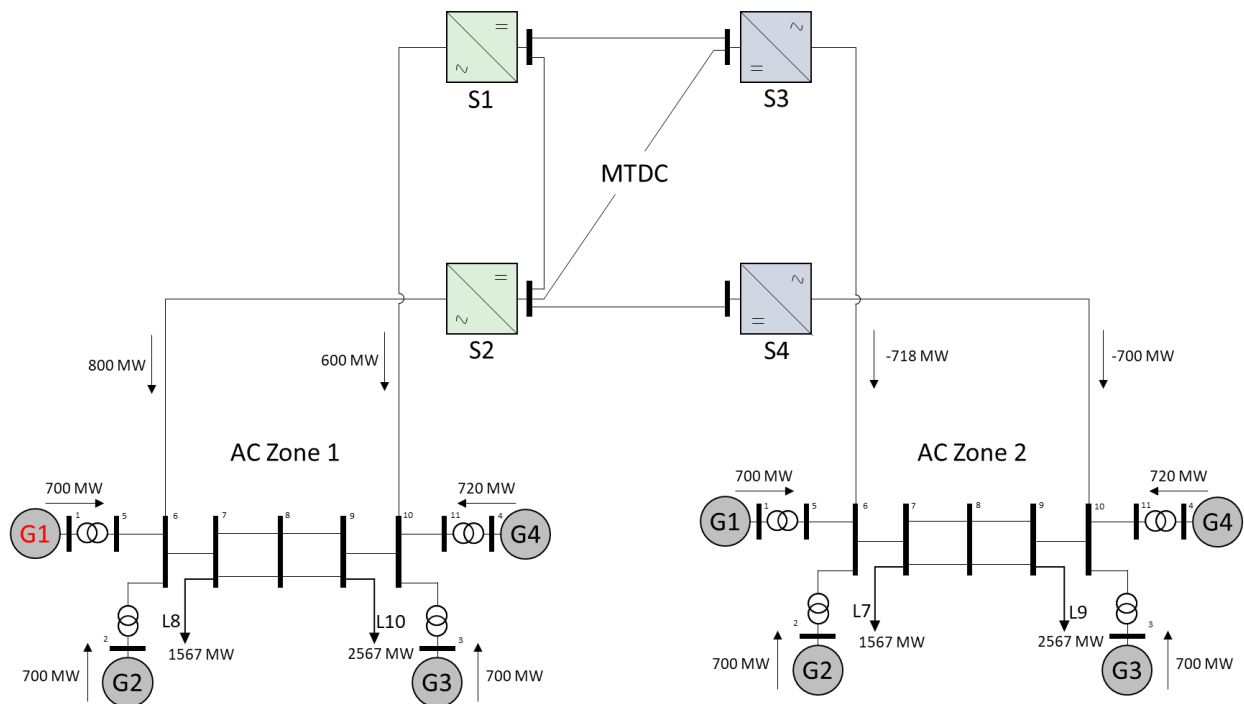 =
∼
S1
∼
=
S3
MTDC
=
∼
S2
∼
=
S4
800 MW
600 MW
-718 MW
-700 MW
AC Zone 1
AC Zone 2
700 MW
720 MW
700 MW
720 MW
G1
1
5
6
7
8
9
10
11
4
G4
G1
1
5
6
7
8
9
10
11
4
G4
L8
L10
L7
L9
2
1567 MW
2567 MW
3
2
1567 MW
2567 MW
3
700 MW
G2
G3
700 MW
700 MW
G2
G3
700 MW